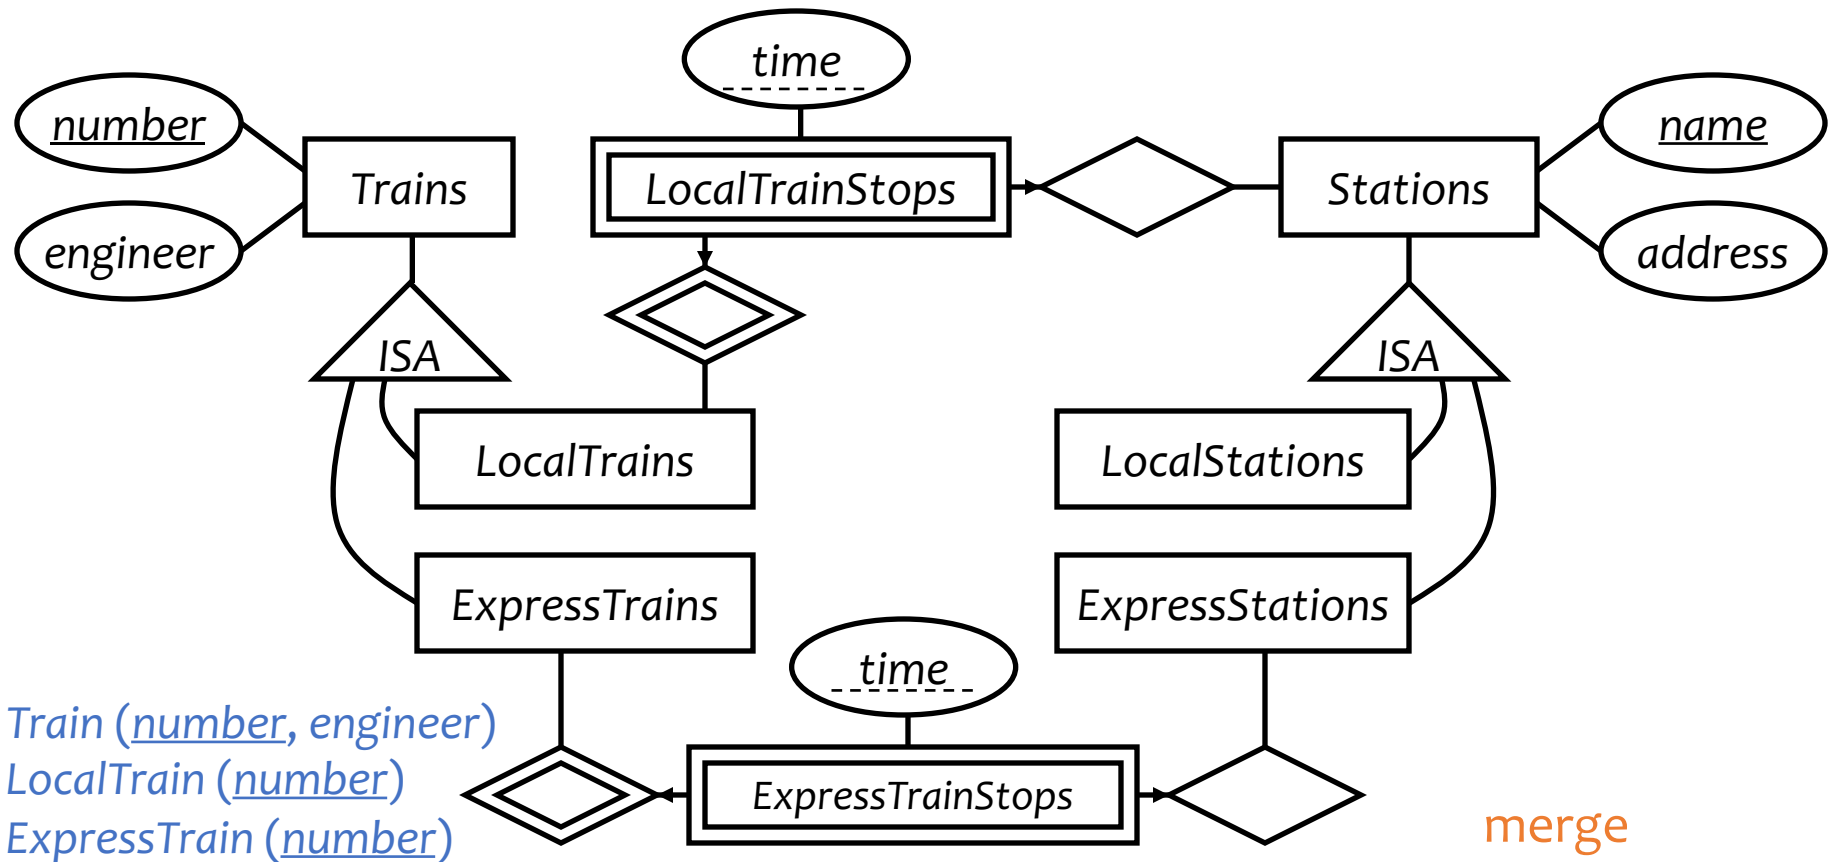 time
number
name
Trains
LocalTrainStops
Stations
engineer
address
ISA
ISA
LocalTrains
LocalStations
ExpressTrains
ExpressStations
time
Train (number, engineer)
LocalTrain (number)
ExpressTrainStops
ExpressTrain (number)
merge